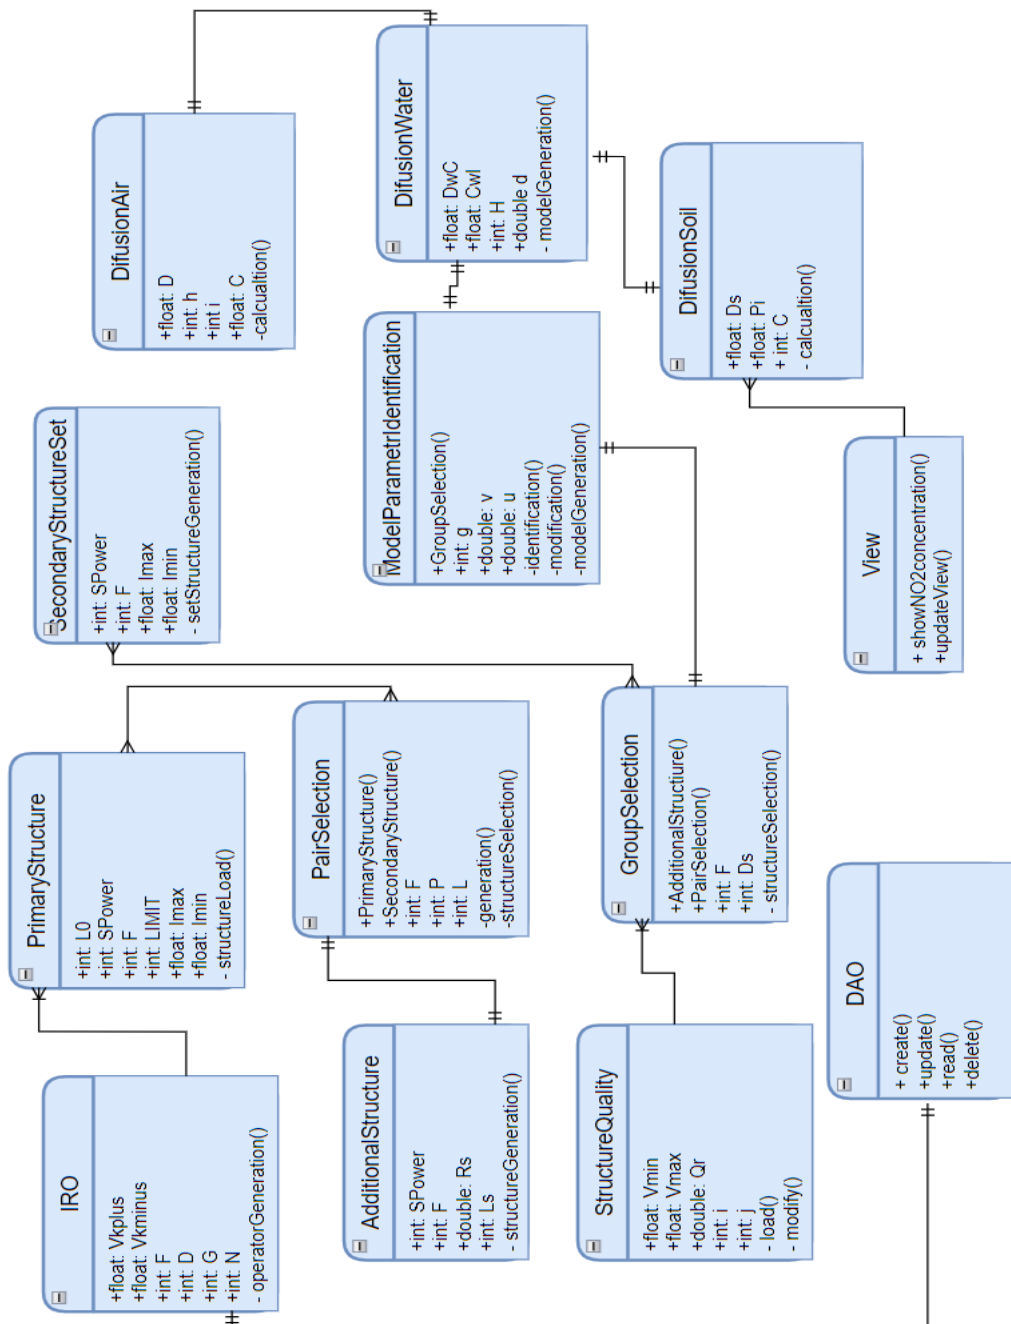 IRO
+float: Vkplus
+float: Vkminus
+int: F
+int: D
+int: G
+int: N
- operatorGeneration()
PrimaryStructure
+int: L0
+int: SPower
+int: F
+int: LIMIT
+float: Imax
+float: Imin
- structureLoad()
SecondaryStructureSet
+int: SPower
+int: F
+float: Imax
+float: Imin
- setStructureGeneration()
DifusionAir
+float: D
+int: h
+int i
+float: C
-calcualtion()
AdditionalStructure
+int: SPower
+int: F
+double: Rs
+int: Ls
- structureGeneration()
PairSelection
+PrimaryStructure()
+SecondaryStructure()
+int: F
+int: P
+int: L
-generation()
-structureSelection()
ModelParametrIdentification
+GroupSelection()
+int: g
+double: v
+double: u
-identification()
-modification()
-modelGeneration()
DifusionWater
+float: DwC
+float: Cwl
+int: H
+double d
- modelGeneration()
StructureQuality
+float: Vmin
+float: Vmax
+double: Qr
+int: i
+int: j
- load()
- modify()
GroupSelection
+AdditionalStructiure()
+PairSelection()
+int: F
+int: Ds
- structureSelection()
DifusionSoil
+float: Ds
+float: Pi
+ int: C
- calcualtion()
DAO
+ create()
+update()
+read()
+delete()
View
+ showNO2concentration()
+updateView()